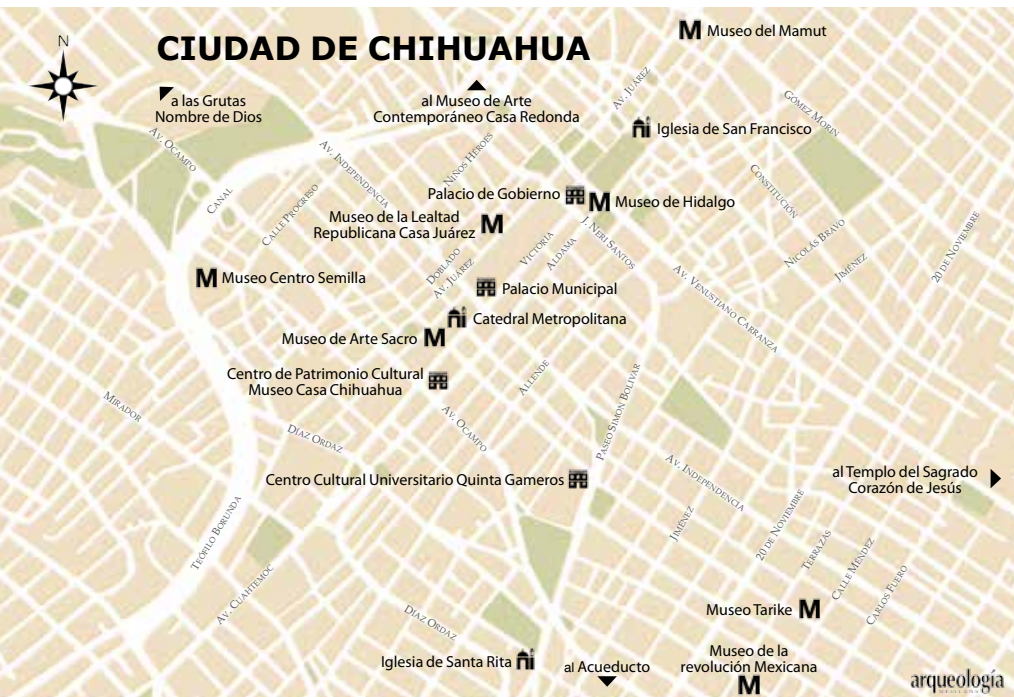 Museo del Mamut
N
CIUDAD DE CHIHUAHUA
a las Grutas
Nombre de Dios
al Museo de Arte
Contemporáneo Casa Redonda
Av. Juárez
Gómez Morin
Iglesia de San Francisco
Av. Ocampo
Av. Independencia
Niños Héroes
Canal
Calle Progreso
Constitución
Palacio de Gobierno
Museo de Hidalgo
Museo de la Lealtad
Republicana Casa Juárez
J. Neri Santos
Victoria
Aldama
Nicolás Bravo
Jiménez
20 de Noviembre
Doblado
Av. Juárez
Museo Centro Semilla
Palacio Municipal
Av. Venustiano Carranza
Catedral Metropolitana
Museo de Arte Sacro
Centro de Patrimonio Cultural
Museo Casa Chihuahua
Allende
Paseo Simon Bolivar
Mirador
Diaz Ordaz
Av. Ocampo
Centro Cultural Universitario Quinta Gameros
Av. Independencia
al Templo del Sagrado
Corazón de Jesús
Teófilo Borunda
Jiménez
20 de Noviembre
Terrazas
Calle Méndez
Carlos Fuero
Av. Cuahtemoc
Diaz Ordaz
Museo Tarike
Iglesia de Santa Rita
al Acueducto
Museo de la
revolución Mexicana
arqueología